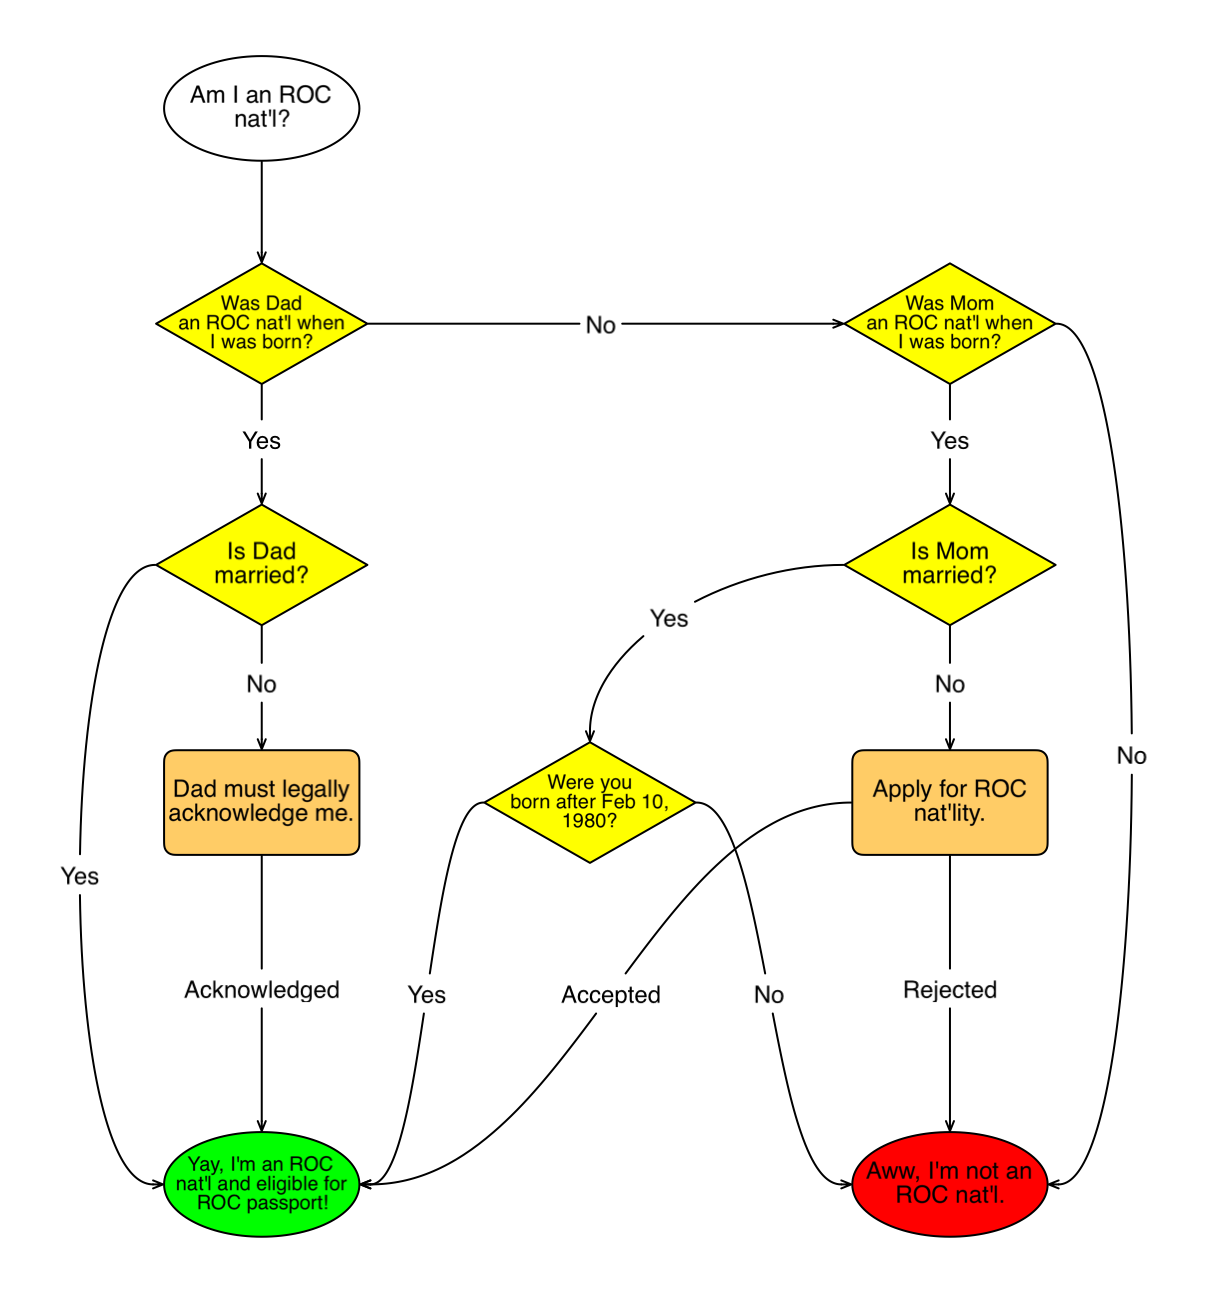 Am I an ROC
nat'l?
Was Dad
an ROC nat'l when
I was born?
No
Was Mom
an ROC nat'l when
I was born?
Yes
Yes
Is Dad
married?
Is Mom
married?
Yes
No
No
No
Dad must legally
acknowledge me.
Were you
born after Feb 10,
1980?
Apply for ROC
nat'lity.
Yes
Acknowledged
Yes
Accepted
No
Rejected
Yay, I'm an ROC
nat'l and eligible for
ROC passport!
Aww, I'm not an
ROC nat'l.